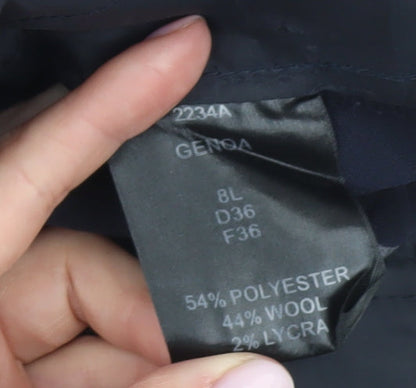 2234A
GENOA
8L
D36
F36
54% POLYESTER
44% WOOL
2% LYCRA